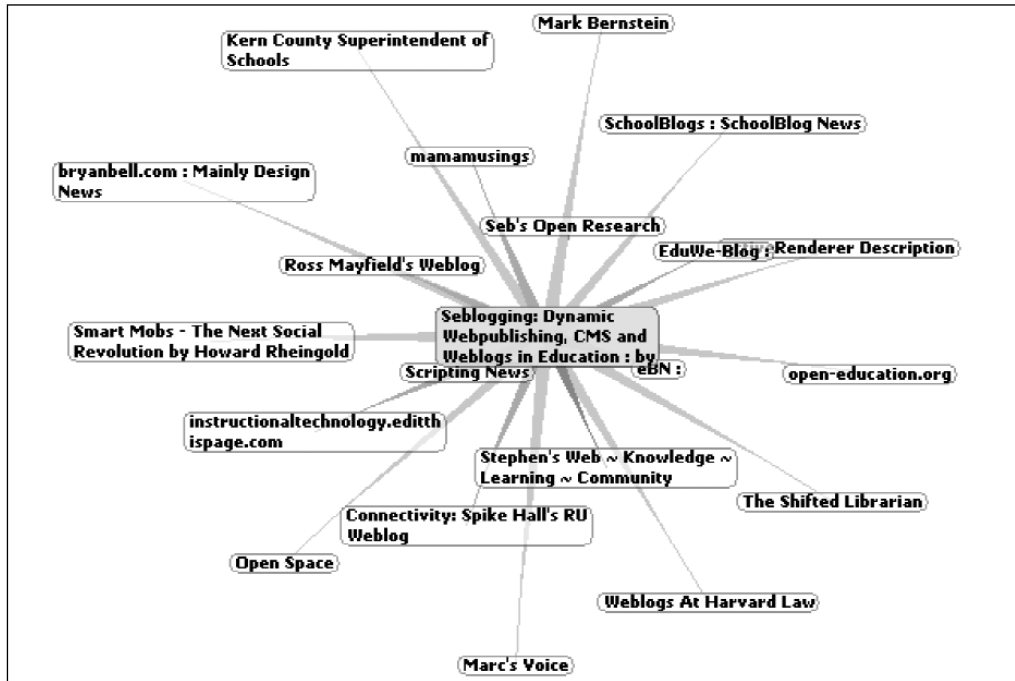 Mark Bernstein
Kern County Superintendent of
Schools
SchoolBlogs : SchoolBlog News
mamamusings
bryanbell.com : Mainly Design
News
Seb's Open Research
EduWe-Blog :
Renderer Description
Ross Mayfield's Weblog
Seblogging: Dynamic
Webpublishing, CMS and
Weblogs in Education : by
Smart Mobs - The Next Social
Revolution by Howard Rheingold
Scripting News
eBN :
open-education.org
instructionaltechnology.editth
ispage.com
Stephen's Web ~ Knowledge ~
Learning ~ Community
The Shifted Librarian
Connectivity: Spike Hall's RU
Weblog
Open Space
Weblogs At Harvard Law
Marc's Voice